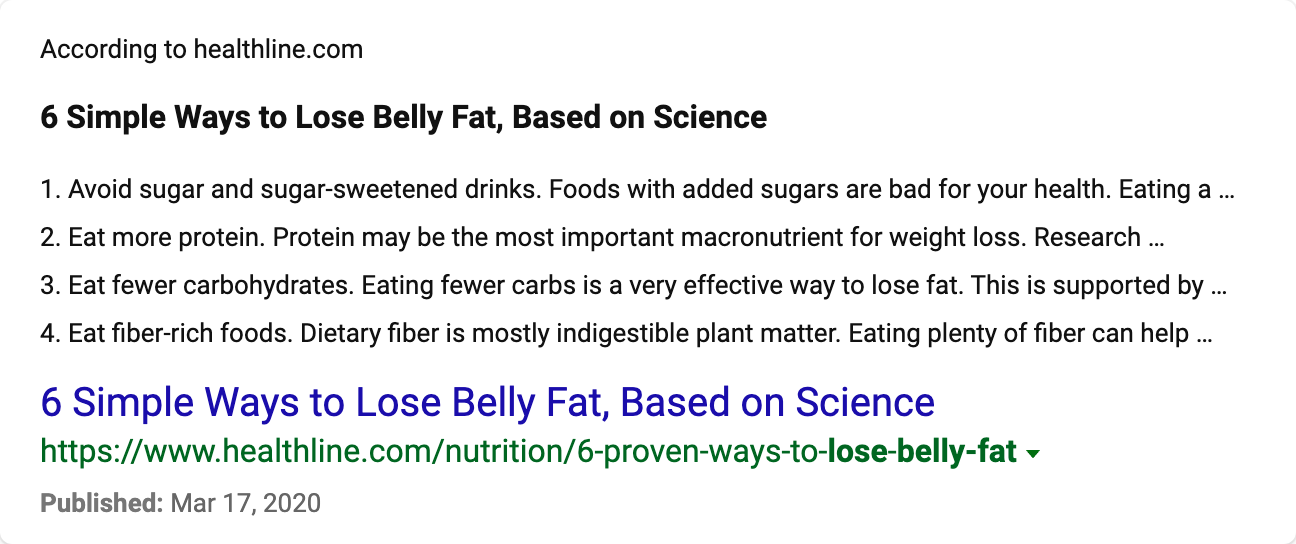 According to healthline.com
6 Simple Ways to Lose Belly Fat, Based on Science
1. Avoid sugar and sugar-sweetened drinks. Foods with added sugars are bad for your health. Eating a ...
2. Eat more protein. Protein may be the most important macronutrient for weight loss. Research ...
3. Eat fewer carbohydrates. Eating fewer carbs is a very effective way to lose fat. This is supported by ...
4. Eat fiber-rich foods. Dietary fiber is mostly indigestible plant matter. Eating plenty of fiber can help ...
6 Simple Ways to Lose Belly Fat, Based on Science
https://www.healthline.com/nutrition/6-proven-ways-to-lose-belly-fat
Published: Mar 17, 2020